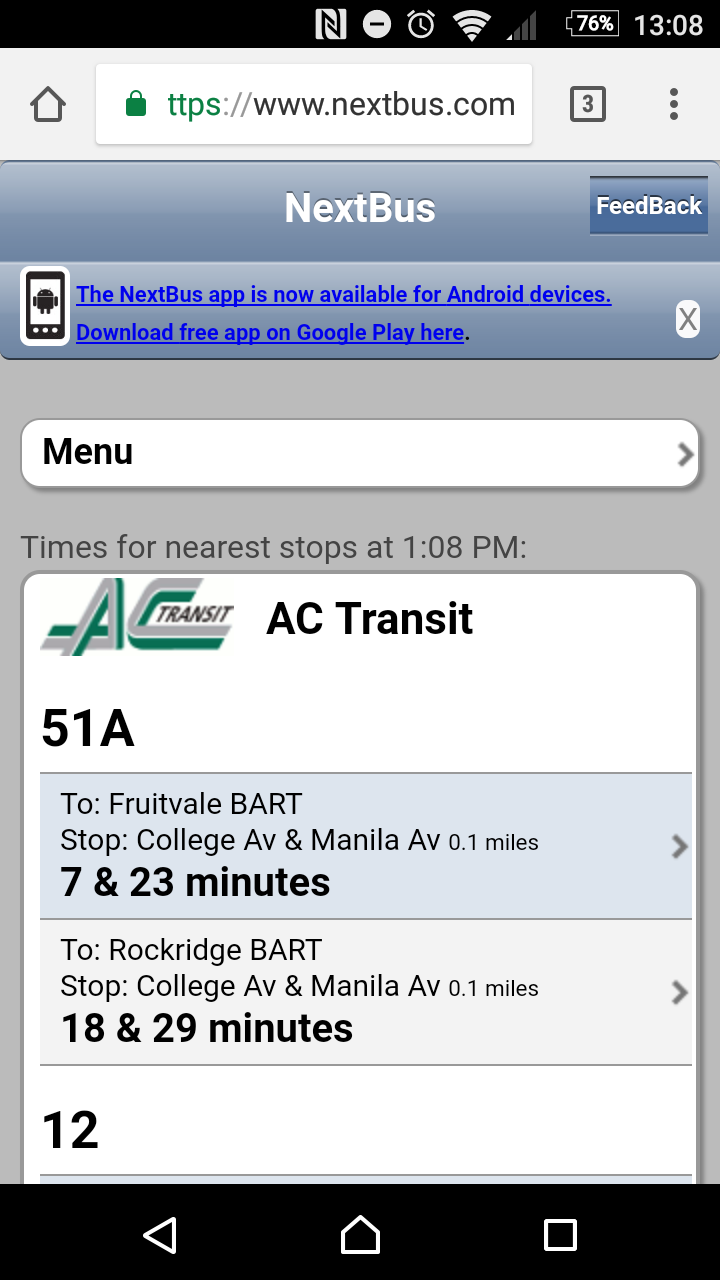 76% 13:08
ttps://www.nextbus.com
3
NextBus
FeedBack
The NextBus app is now available for Android devices.
Download free app on Google Play here.
X
Menu
Times for nearest stops at 1:08 PM:
AC TRANSIT
AC Transit
51A
To: Fruitvale BART
Stop: College Av & Manila Av 0.1 miles
7 & 23 minutes
To: Rockridge BART
Stop: College Av & Manila Av 0.1 miles
18 & 29 minutes
12